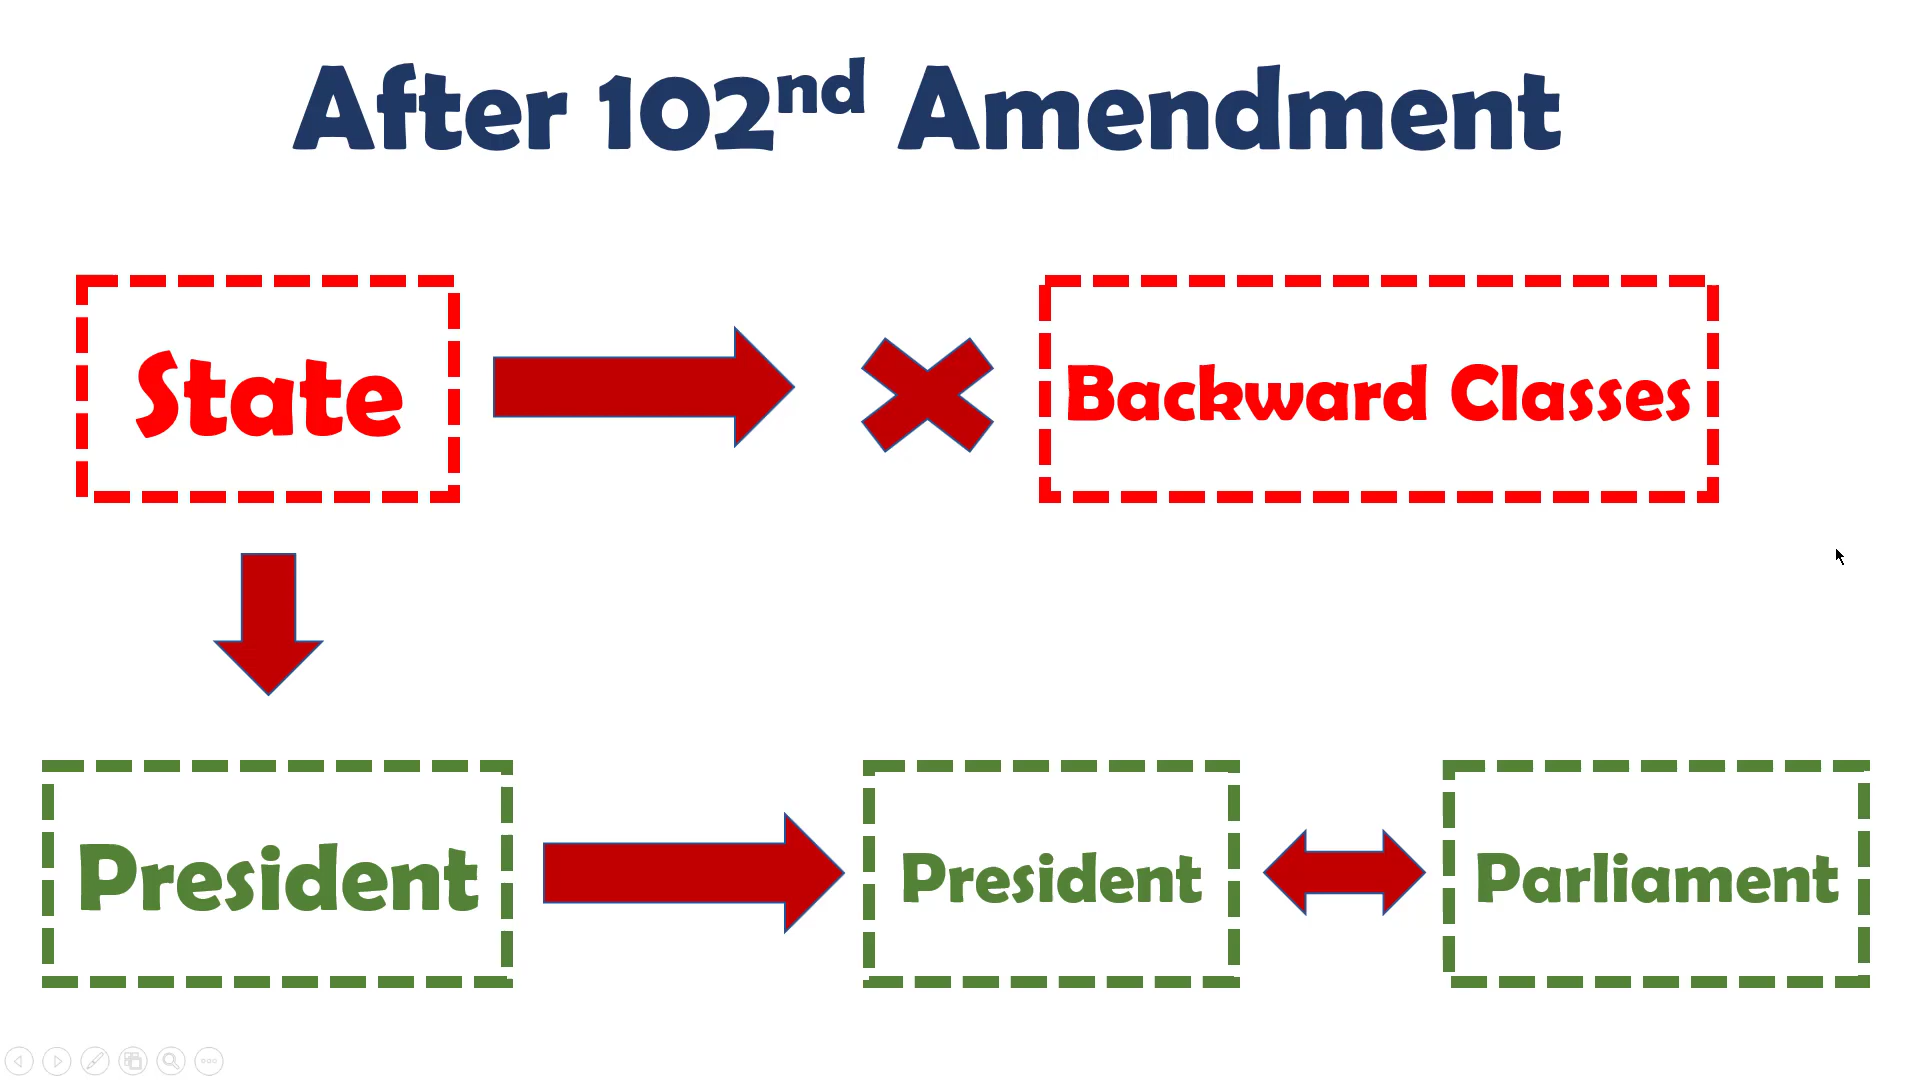 After 102nd Amendment
State
Backward Classes
President
President
Parliament